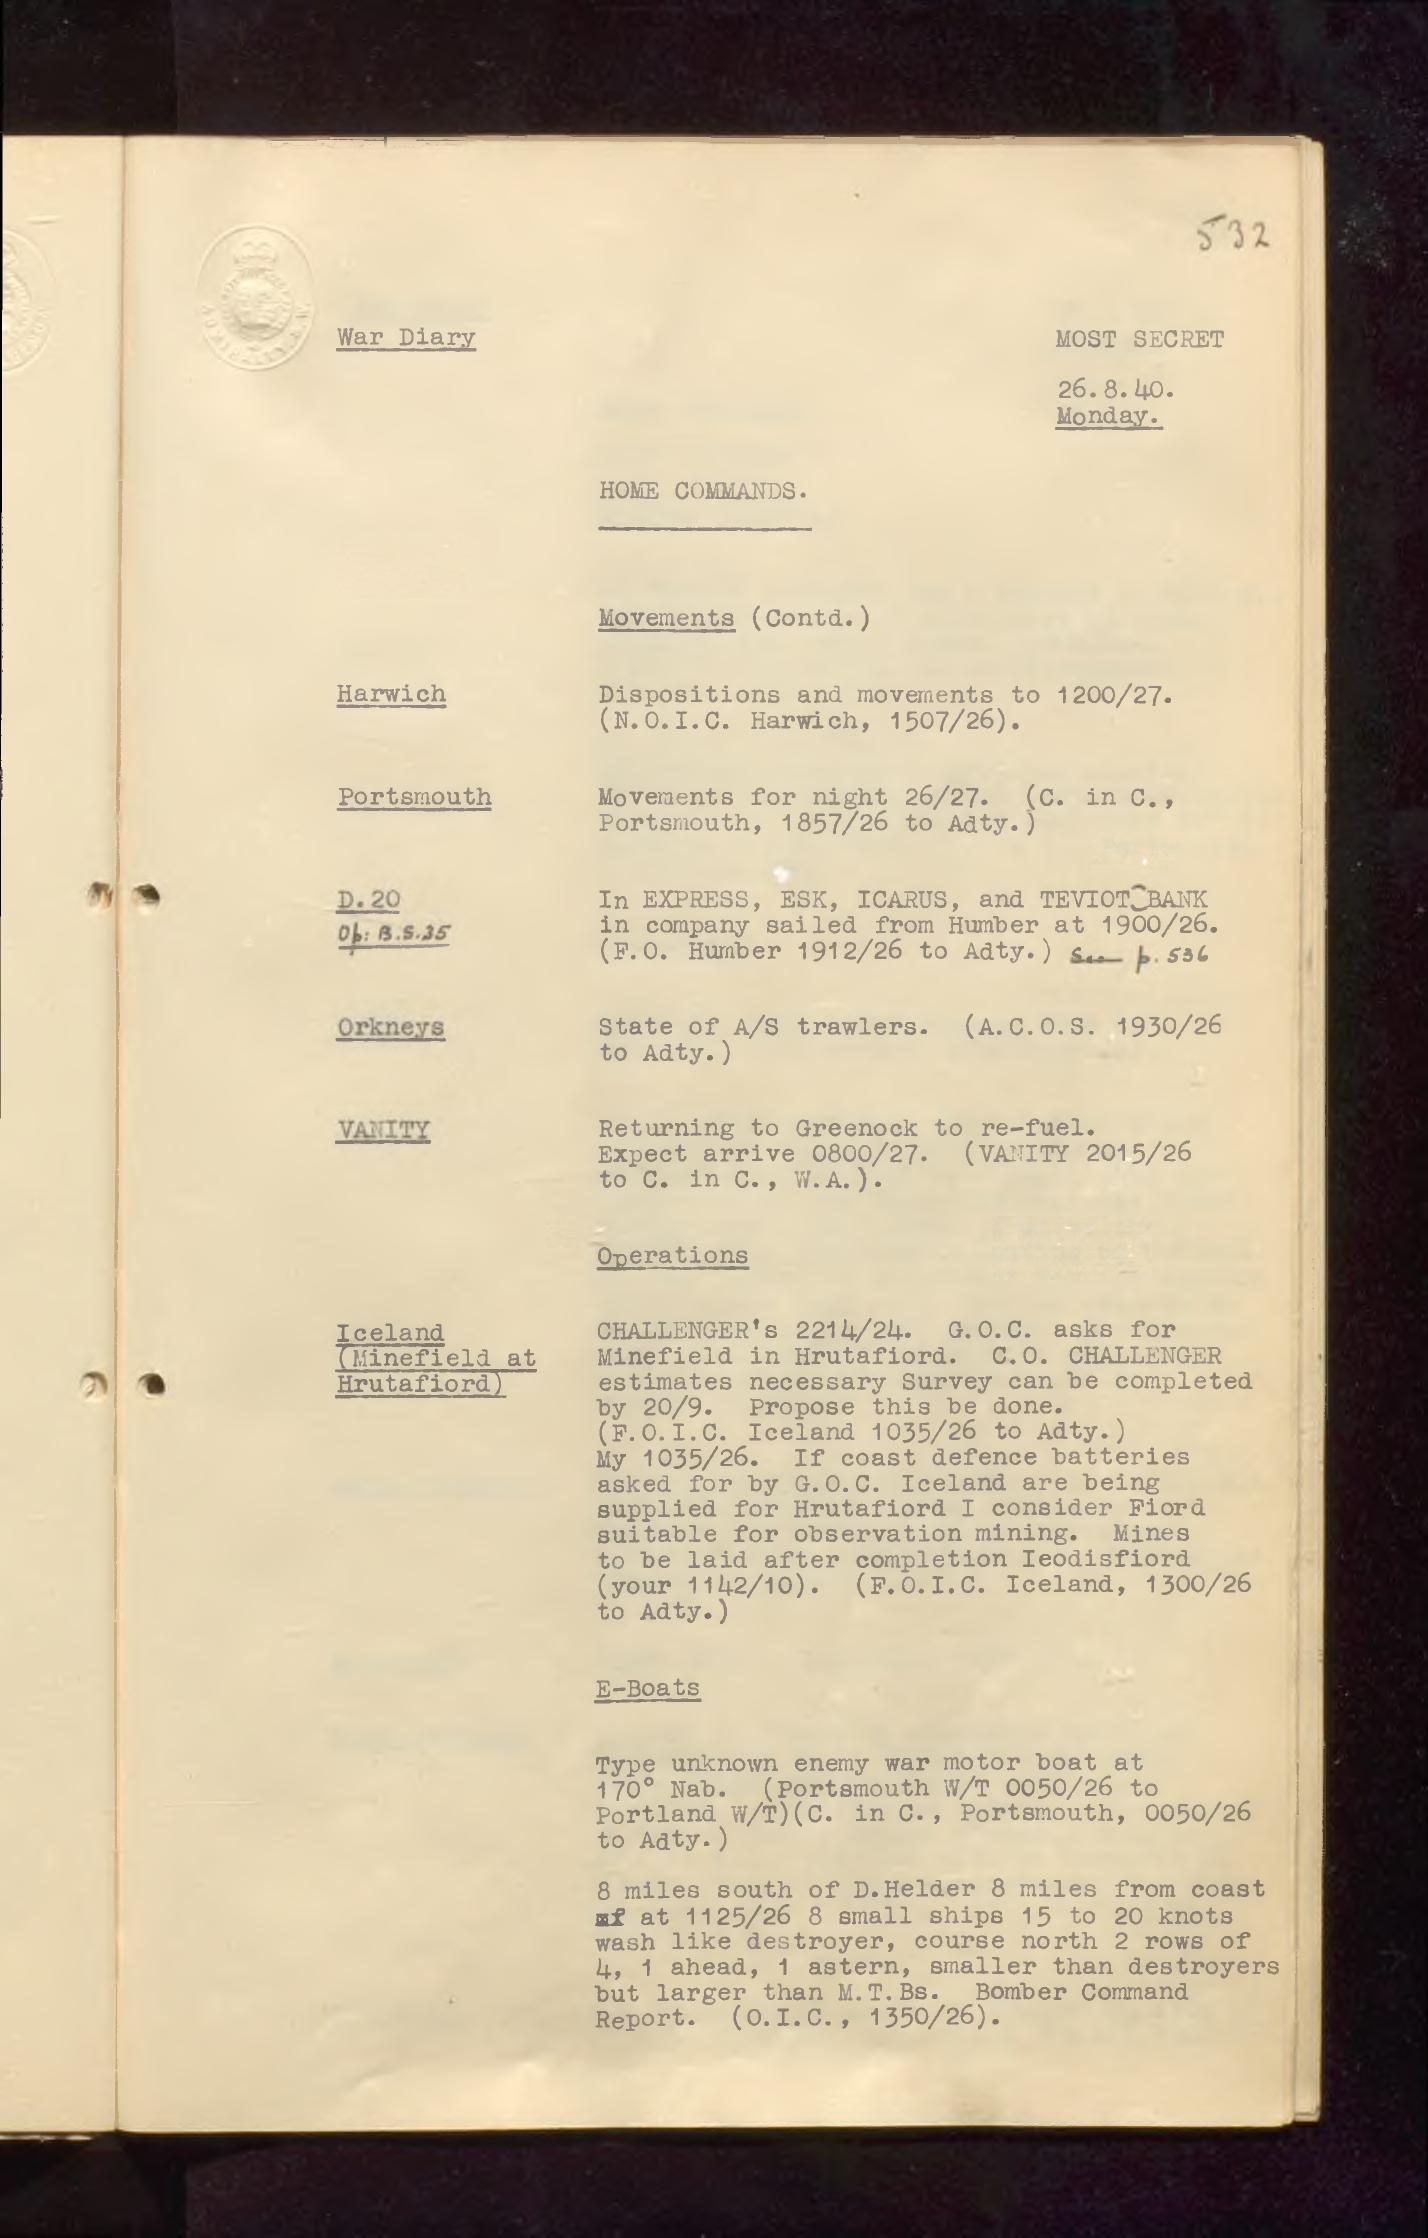 532
War Diary
MOST SECRET
26.8.40.
Monday.
HOME COMMANDS.
Movements (Contd.)
Harwich
Dispositions and movements to 1200/27.
(N.O.I.C. Harwich, 1507/26).
Portsmouth
Movements for night 26/27. (C. in C.,
Portsmouth, 1857/26 to Adty.)
D.20
Op: B.S.35
In EXPRESS, ESK, ICARUS, and TEVIOT BANK
in company sailed from Humber at 1900/26.
(F.O. Humber 1912/26 to Adty.) See p. 536
Orkneys
State of A/S trawlers. (A.C.O.S. 1930/26
to Adty.)
VANITY
Returning to Greenock to re-fuel.
Expect arrive 0800/27. (VANITY 2015/26
to C. in C., W.A.).
Operations
Iceland
(Minefield at
Hrutafiord)
CHALLENGER's 2214/24. G.O.C. asks for
Minefield in Hrutafiord. C.O. CHALLENGER
estimates necessary Survey can be completed
by 20/9. Propose this be done.
(F.O.I.C. Iceland 1035/26 to Adty.)
My 1035/26. If coast defence batteries
asked for by G.O.C. Iceland are being
supplied for Hrutafiord I consider Fiord
suitable for observation mining. Mines
to be laid after completion Ieodisfiord
(your 1142/10). (F.O.I.C. Iceland, 1300/26
to Adty.)
E-Boats
Type unknown enemy war motor boat at
170° Nab. (Portsmouth W/T 0050/26 to
Portland W/T)(C. in C., Portsmouth, 0050/26
to Adty.)
8 miles south of D.Helder 8 miles from coast
at 1125/26 8 small ships 15 to 20 knots
wash like destroyer, course north 2 rows of
4, 1 ahead, 1 astern, smaller than destroyers
but larger than M.T.Bs. Bomber Command
Report. (O.I.C., 1350/26).